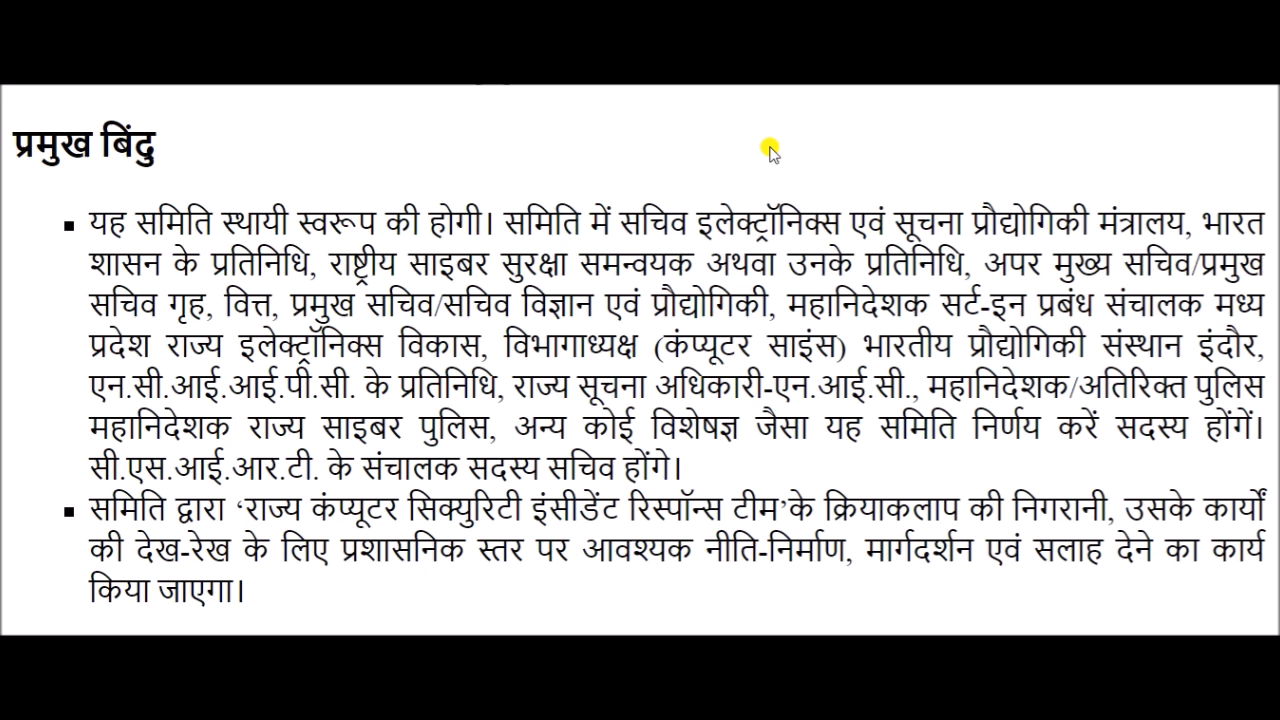 प्रमुख बिंदु
▪ यह समिति स्थायी स्वरूप की होगी। समिति में सचिव इलेक्ट्रॉनिक्स एवं सूचना प्रौद्योगिकी मंत्रालय, भारत
शासन के प्रतिनिधि, राष्ट्रीय साइबर सुरक्षा समन्वयक अथवा उनके प्रतिनिधि, अपर मुख्य सचिव/प्रमुख
सचिव गृह, वित्त, प्रमुख सचिव/सचिव विज्ञान एवं प्रौद्योगिकी, महानिदेशक सर्ट-इन प्रबंध संचालक मध्य
प्रदेश राज्य इलेक्ट्रॉनिक्स विकास, विभागाध्यक्ष (कंप्यूटर साइंस) भारतीय प्रौद्योगिकी संस्थान इंदौर,
एन.सी.आई.आई.पी.सी. के प्रतिनिधि, राज्य सूचना अधिकारी-एन.आई.सी., महानिदेशक/अतिरिक्त पुलिस
महानिदेशक राज्य साइबर पुलिस, अन्य कोई विशेषज्ञ जैसा यह समिति निर्णय करें सदस्य होंगें।
सी.एस.आई.आर.टी. के संचालक सदस्य सचिव होंगे।
▪ समिति द्वारा ‘राज्य कंप्यूटर सिक्युरिटी इंसीडेंट रिस्पॉन्स टीम’के क्रियाकलाप की निगरानी, उसके कार्यों
की देख-रेख के लिए प्रशासनिक स्तर पर आवश्यक नीति-निर्माण, मार्गदर्शन एवं सलाह देने का कार्य
किया जाएगा।